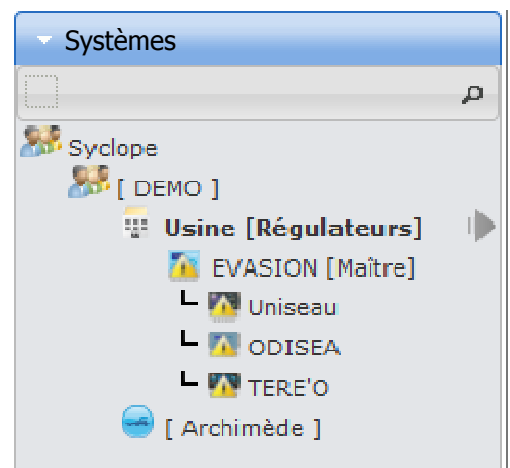 Systèmes
Syclope
[ DEMO ]
Usine [Régulateurs]
EVASION [Maître]
Uniseau
ODISEA
TERE'O
[ Archimède ]